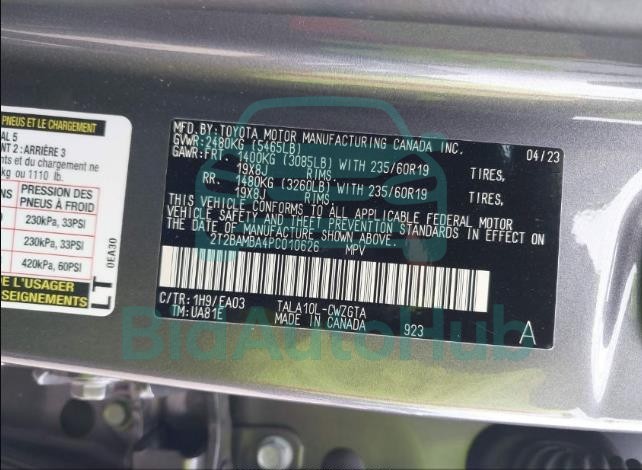 PNEUS ET LE CHARGEMENT
AL 5
NT 2 : ARRIÈRE 3
ents et du chargement ne
kg ou 1110 lb.
PRESSION DES
PNEUS À FROID
230kPa, 33PSI
230kPa, 33PSI
420kPa, 60PSI
DE L'USAGER
SEIGNEMENTS
LT
0EA30
MFD. BY: TOYOTA MOTOR MANUFACTURING CANADA INC. 04/23
GVWR: 2480KG (5465LB)
GAWR: FRT. 1400KG (3085LB) WITH 235/60R19 TIRES,
19X8J RIMS.
RR. 1480KG (3260LB) WITH 235/60R19 TIRES,
19X8J RIMS.
THIS VEHICLE CONFORMS TO ALL APPLICABLE FEDERAL MOTOR
VEHICLE SAFETY AND THEFT PREVENTION STANDARDS IN EFFECT ON
THE DATE OF MANUFACTURE SHOWN ABOVE.
2T2BAMBA4PC010626 MPV
C/TR: 1H9/EA03 TALA10L-CWZGTA
TM: UA81E MADE IN CANADA 923 A
BidAutoHub